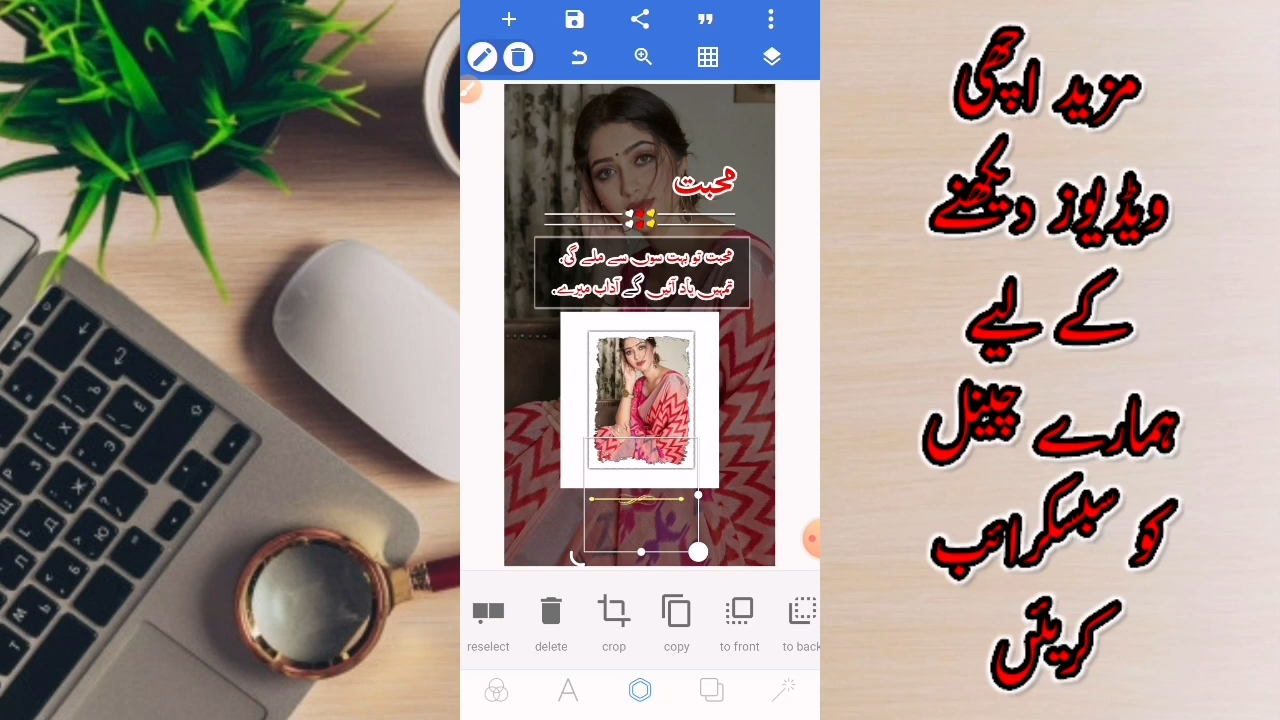 محبت
محبت تو بہت سوں سے ملے گی.
تمہیں یاد آئیں گے آداب میرے.
reselect delete crop copy to front to back
مزید اچھی
ویڈیوز دیکھنے
کے لیے
ہمارے چینل
کو سبسکرائب
کریئں